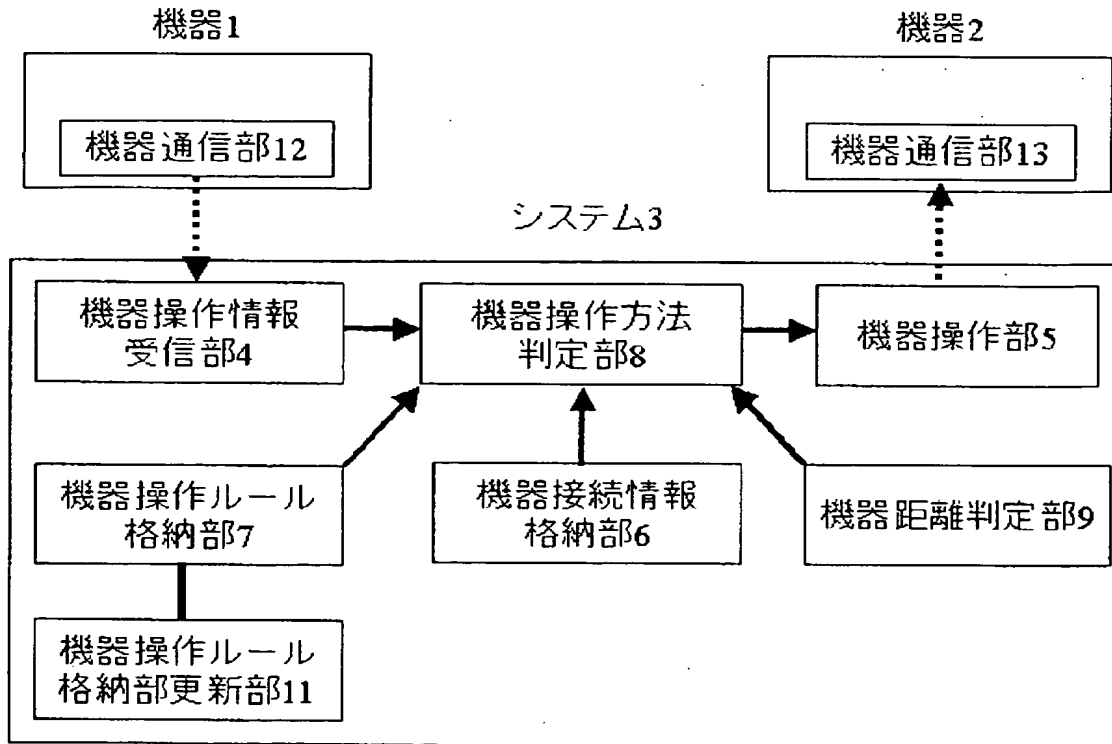 機器1
機器2
機器通信部12
機器通信部13
システム3
機器操作情報
受信部4
機器操作方法
判定部8
機器操作部5
機器操作ルール
格納部7
機器接続情報
格納部6
機器距離判定部9
機器操作ルール
格納部更新部11